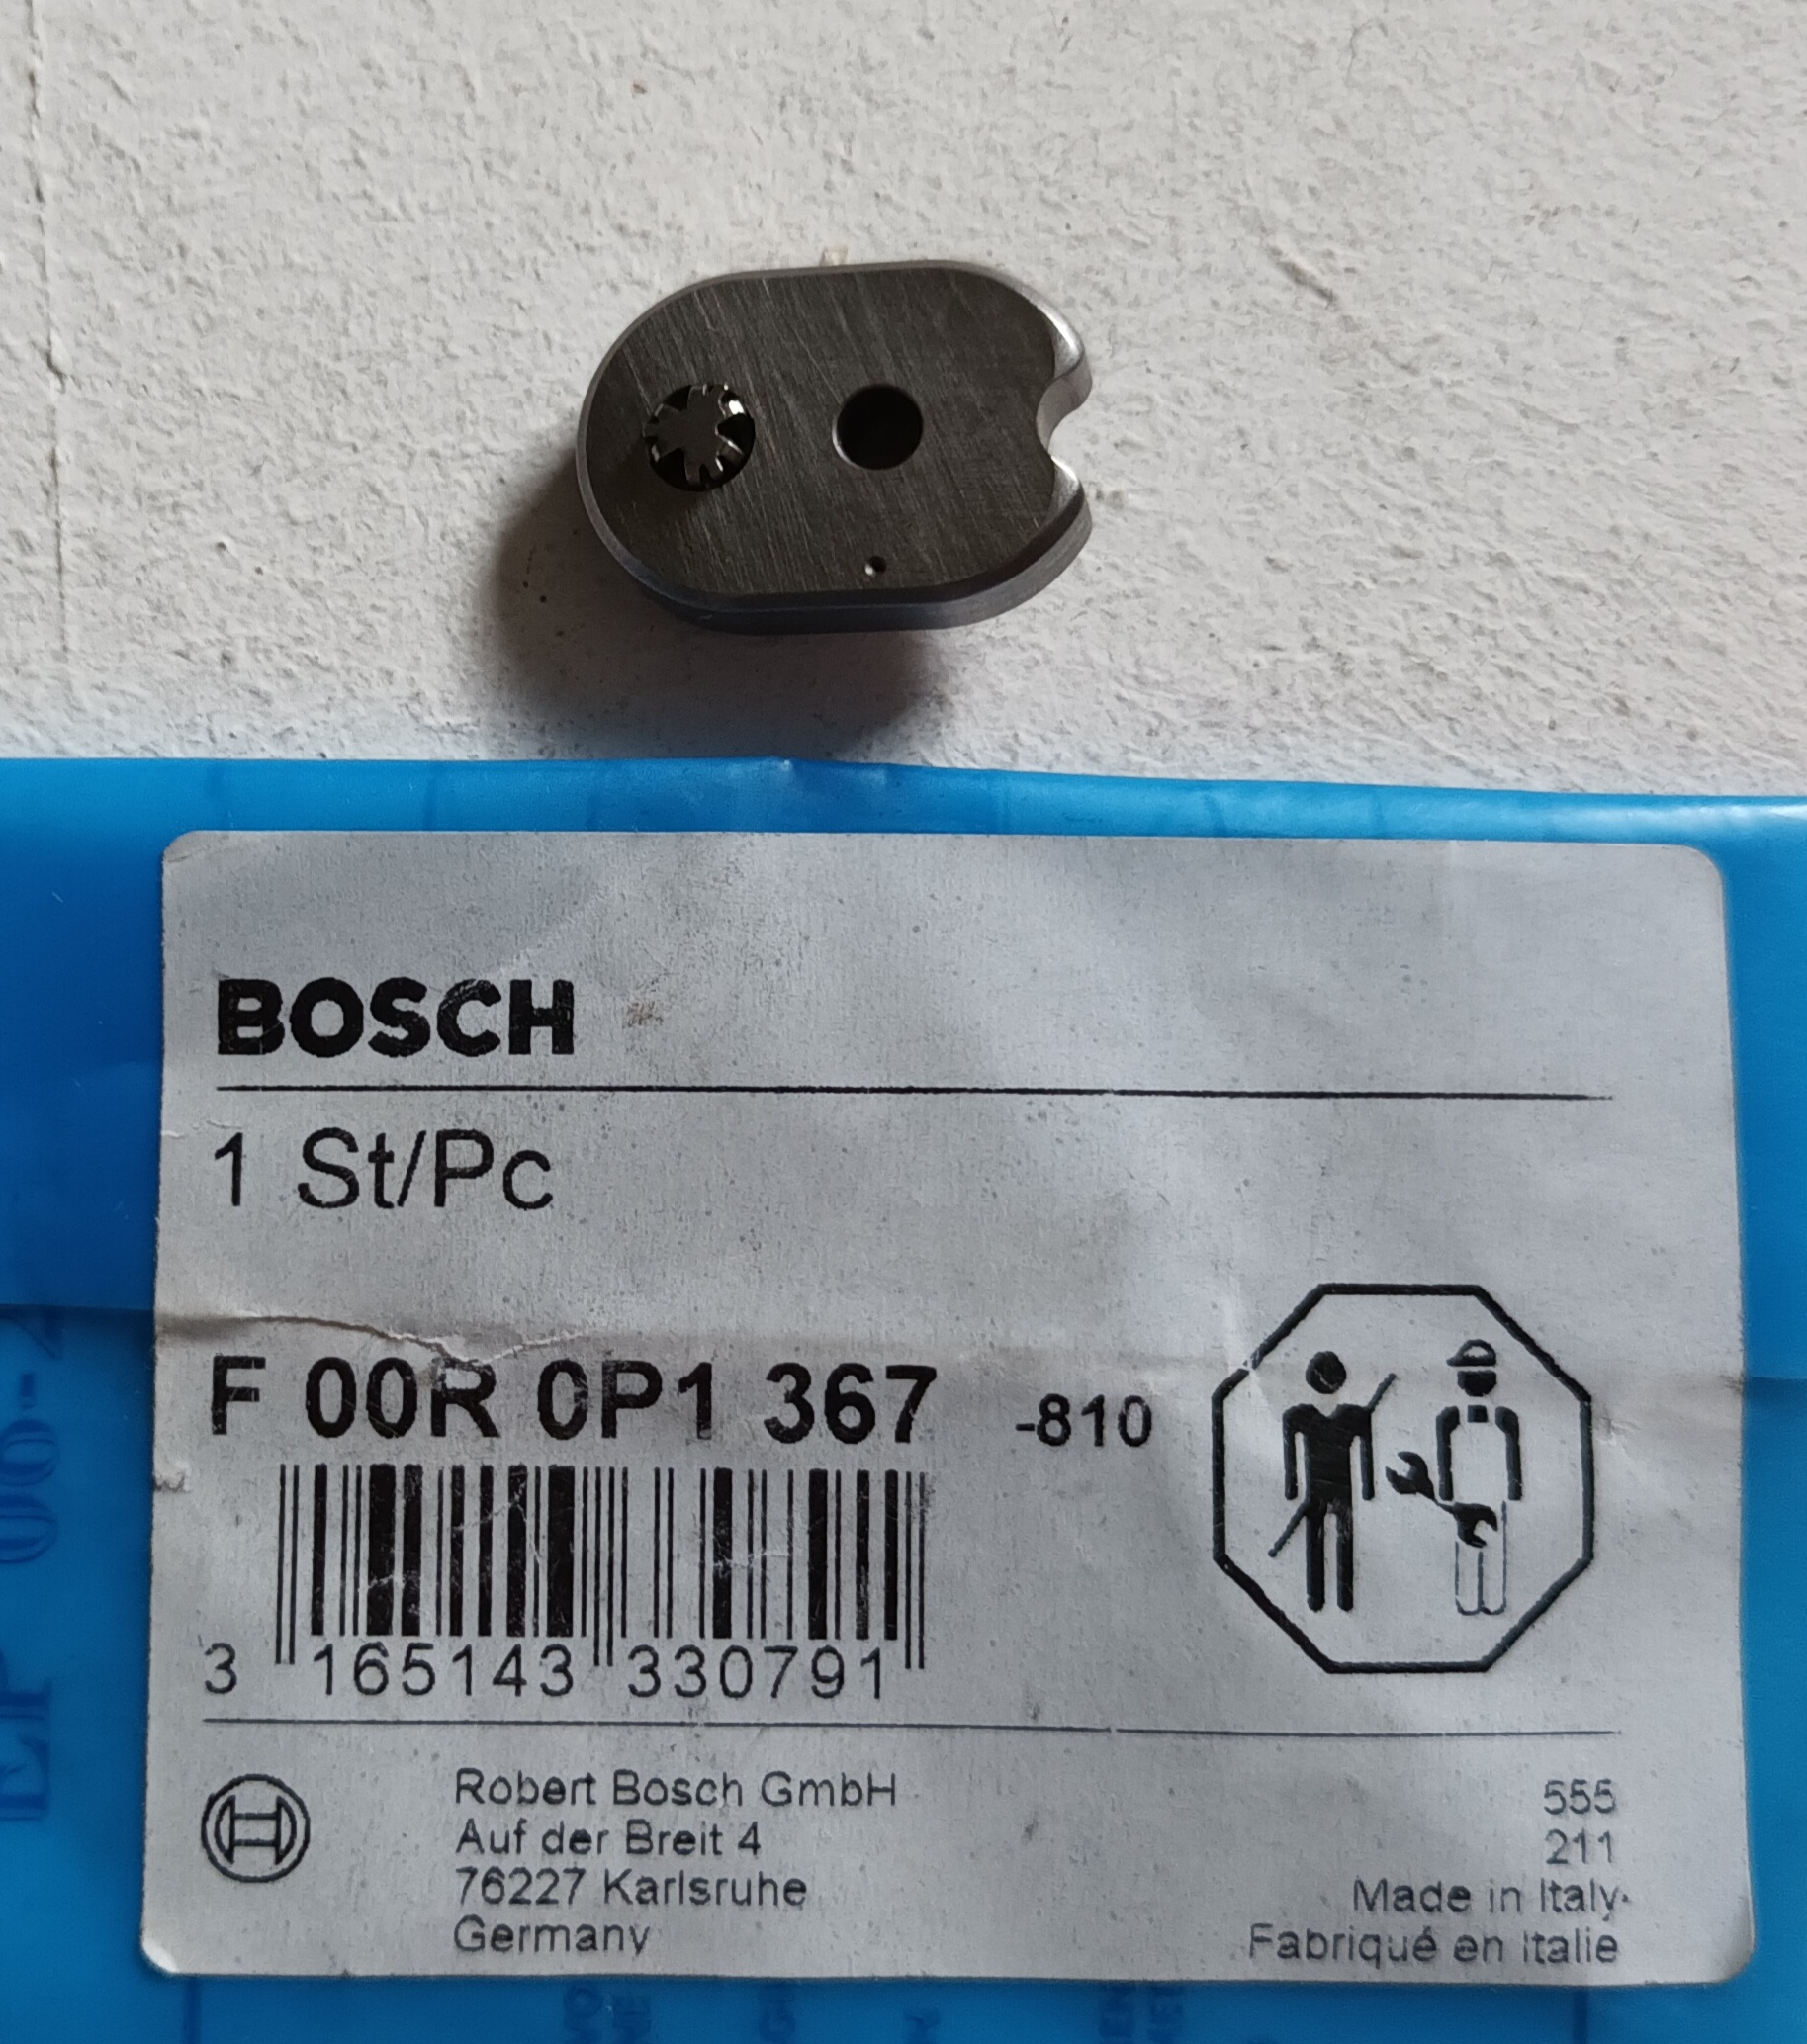 BOSCH
1 St/Pc
F 00R 0P1 367 -810
3 165143 330791
Robert Bosch GmbH
Auf der Breit 4
76227 Karlsruhe
Germany
555
211
Made in Italy
Fabriqué en Italie